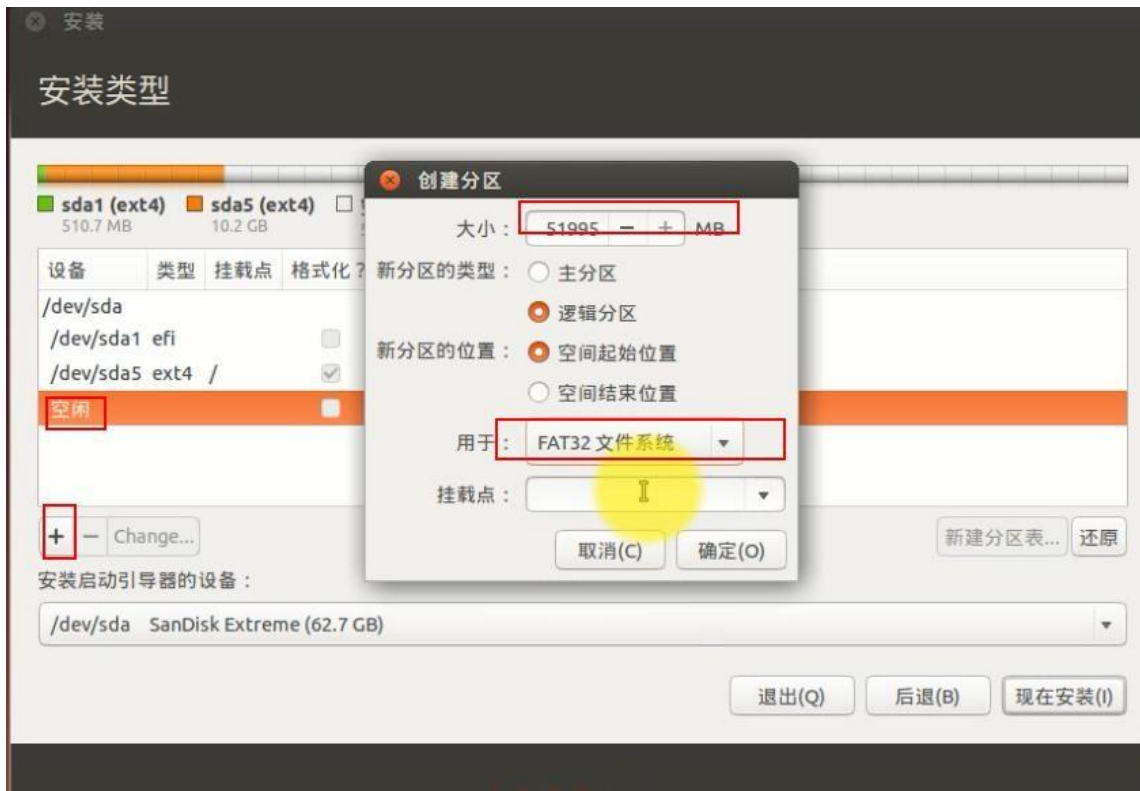 安装
安装类型
sda1 (ext4) sda5 (ext4)
510.7 MB 10.2 GB
设备 类型 挂载点 格式化?
/dev/sda
/dev/sda1 efi
/dev/sda5 ext4 /
空闲
+ − Change...
新建分区表... 还原
创建分区
大小: 51995 − + MB
新分区的类型: 主分区
逻辑分区
新分区的位置: 空间起始位置
空间结束位置
用于: FAT32 文件系统
挂载点:
取消(C) 确定(O)
安装启动引导器的设备:
/dev/sda SanDisk Extreme (62.7 GB)
退出(Q) 后退(B) 现在安装(I)